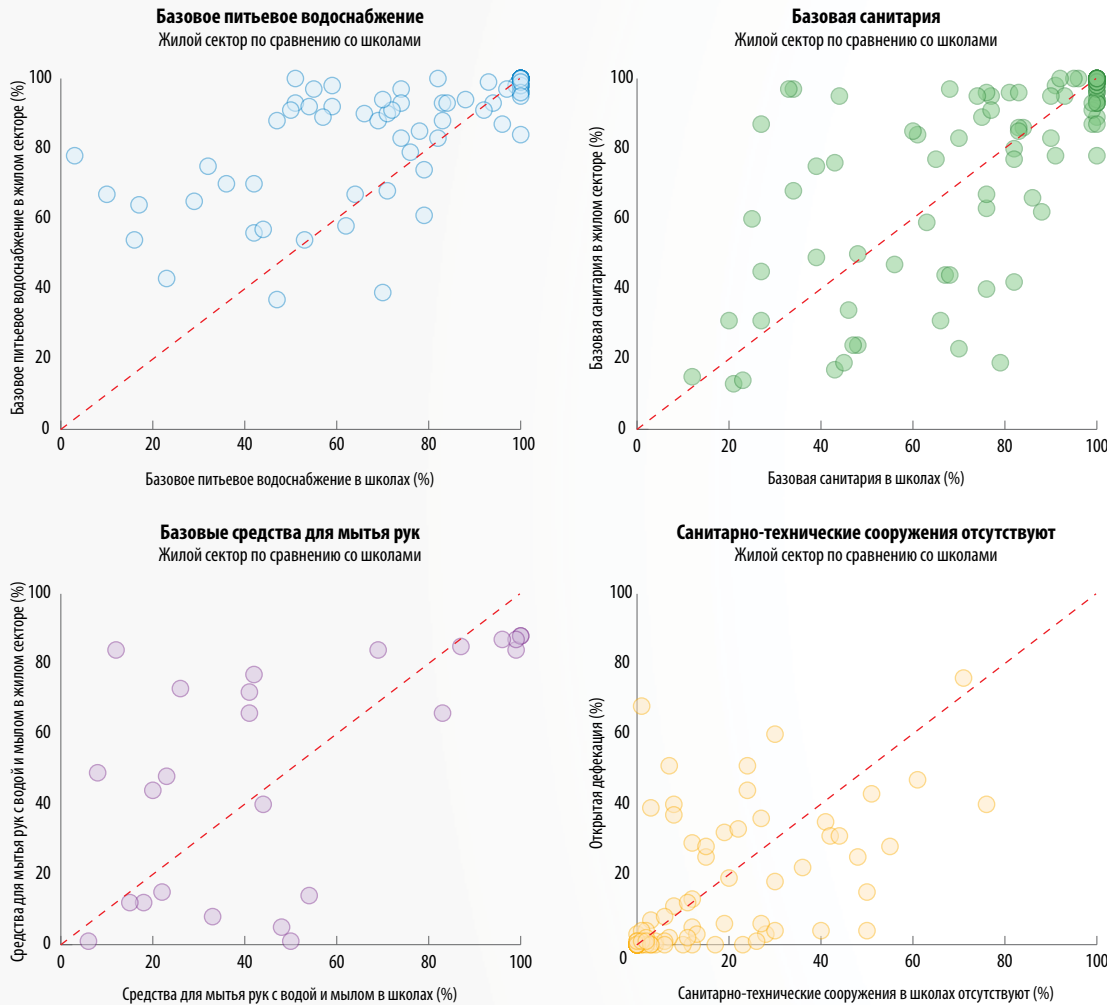 Базовое питьевое водоснабжение
Жилой сектор по сравнению со школами
Базовое питьевое водоснабжение в жилом секторе (%)
100
80
60
40
20
0
0 20 40 60 80 100
Базовое питьевое водоснабжение в школах (%)
Базовая санитария
Жилой сектор по сравнению со школами
Базовая санитария в жилом секторе (%)
100
80
60
40
20
0
0 20 40 60 80 100
Базовая санитария в школах (%)
Базовые средства для мытья рук
Жилой сектор по сравнению со школами
Средства для мытья рук с водой и мылом в жилом секторе (%)
100
80
60
40
20
0
0 20 40 60 80 100
Средства для мытья рук с водой и мылом в школах (%)
Санитарно-технические сооружения отсутствуют
Жилой сектор по сравнению со школами
Открытая дефекация (%)
100
80
60
40
20
0
0 20 40 60 80 100
Санитарно-технические сооружения в школах отсутствуют (%)